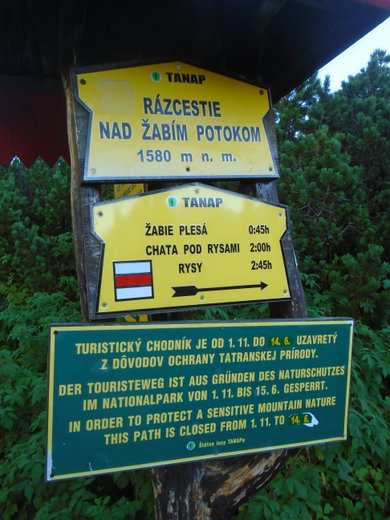 TANAP
RÁZCESTIE
NAD ŽABÍM POTOKOM
1580 m n. m.
TANAP
ŽABIE PLESÁ 0:45h
CHATA POD RYSAMI 2:00h
RYSY 2:45h
TURISTICKÝ CHODNÍK JE OD 1. 11. DO 14. 6. UZAVRETÝ
Z DÔVODOV OCHRANY TATRANSKEJ PRÍRODY.
DER TOURISTEWEG IST AUS GRÜNDEN DES NATURSCHUTZES
IM NATIONALPARK VON 1. 11. BIS 15. 6. GESPERRT.
IN ORDER TO PROTECT A SENSITIVE MOUNTAIN NATURE
THIS PATH IS CLOSED FROM 1. 11. TO 14. 6.
Štátne lesy TANAPu